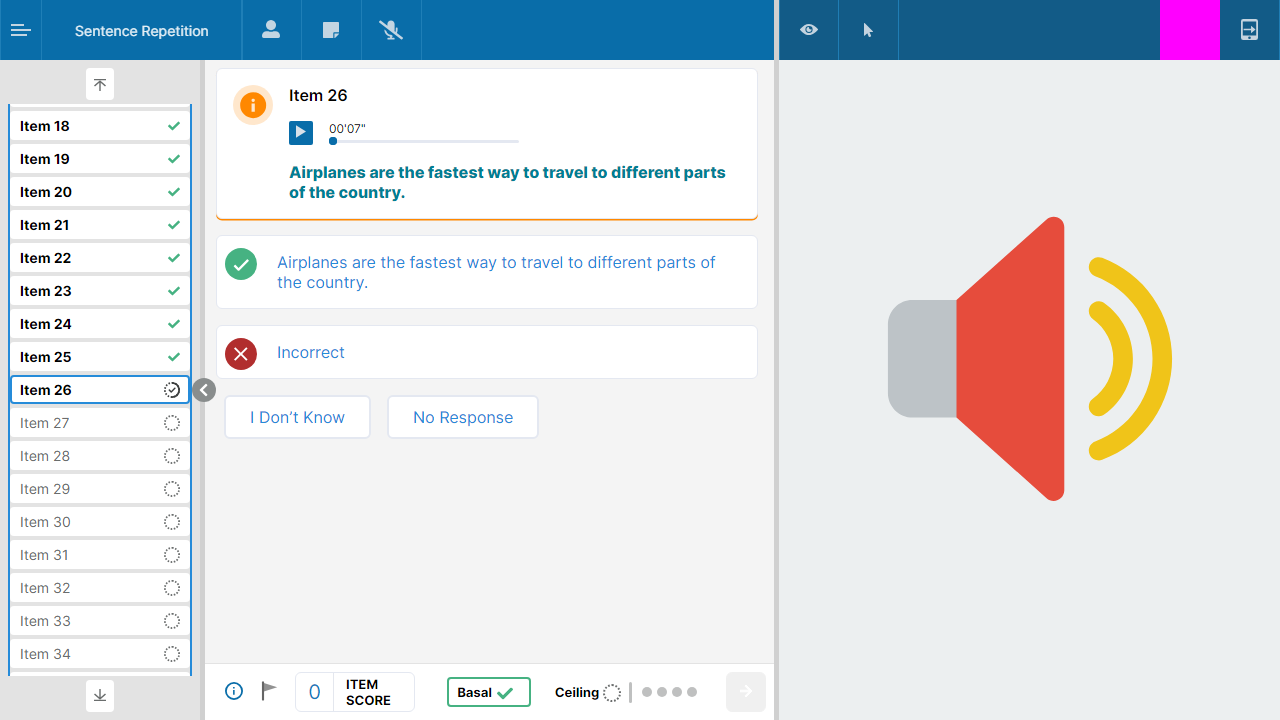 Sentence Repetition
Item 18
Item 19
Item 20
Item 21
Item 22
Item 23
Item 24
Item 25
Item 26
Item 27
Item 28
Item 29
Item 30
Item 31
Item 32
Item 33
Item 34
Item 26
00'07"
Airplanes are the fastest way to travel to different parts
of the country.
Airplanes are the fastest way to travel to different parts of
the country.
Incorrect
I Don’t Know
No Response
0
ITEM
SCORE
Basal
Ceiling